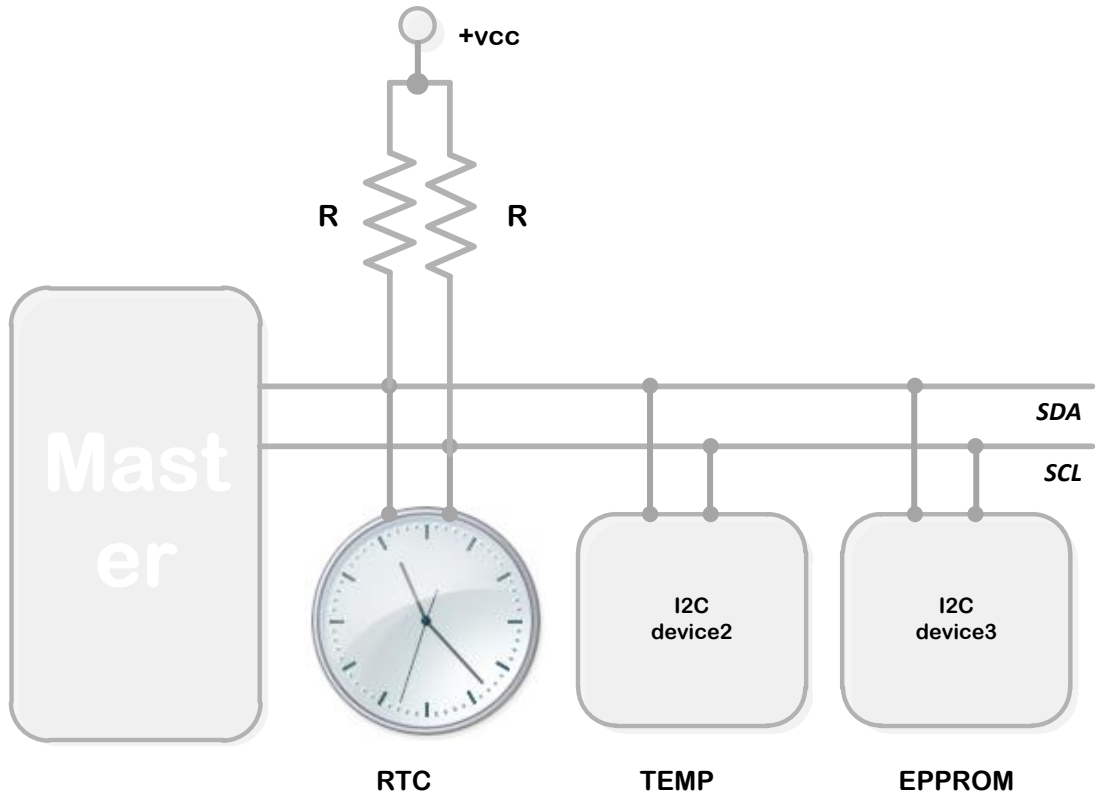 +vcc
R R
SDA
SCL
Mast
er
I2C
device2
I2C
device3
RTC TEMP EPPROM